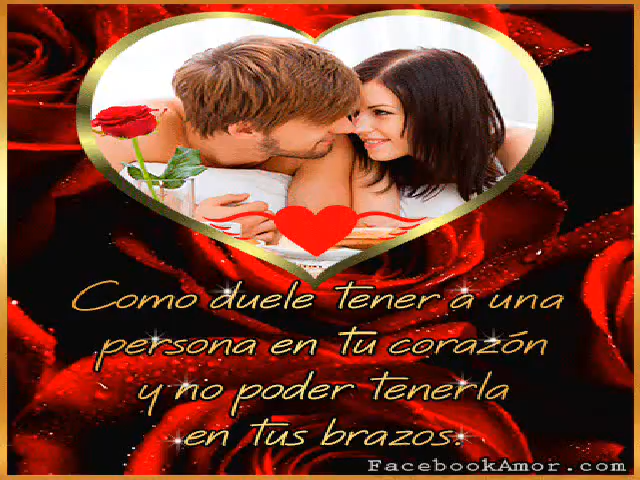 Como duele tener a una
persona en tu corazón
y no poder tenerla
en tus brazos.
FacebookAmor.com